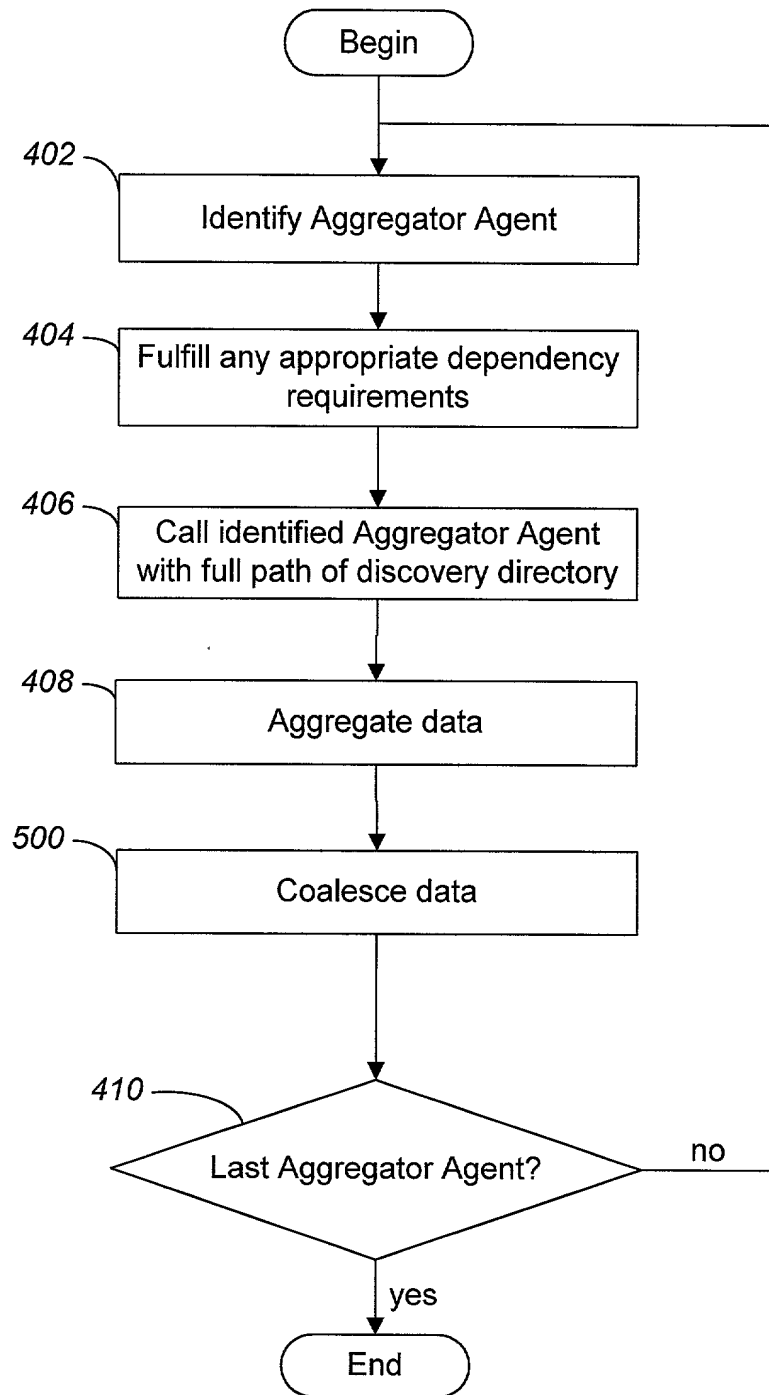 Begin
402
Identify Aggregator Agent
404
Fulfill any appropriate dependency
requirements
406
Call identified Aggregator Agent
with full path of discovery directory
408
Aggregate data
500
Coalesce data
410
Last Aggregator Agent?
no
yes
End